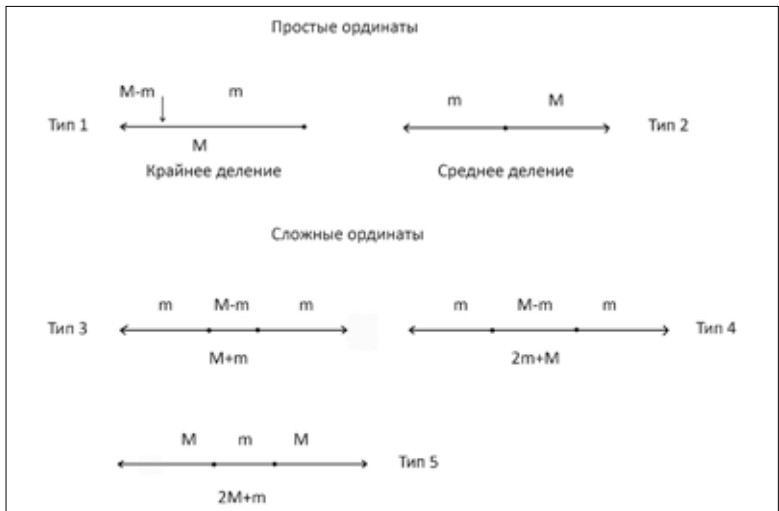 Простые ординаты
M-m m
m M
Тип 1
Тип 2
M
Крайнее деление
Среднее деление
Сложные ординаты
m M-m m
m M-m m
Тип 3
Тип 4
M+m
2m+M
M m M
Тип 5
2M+m